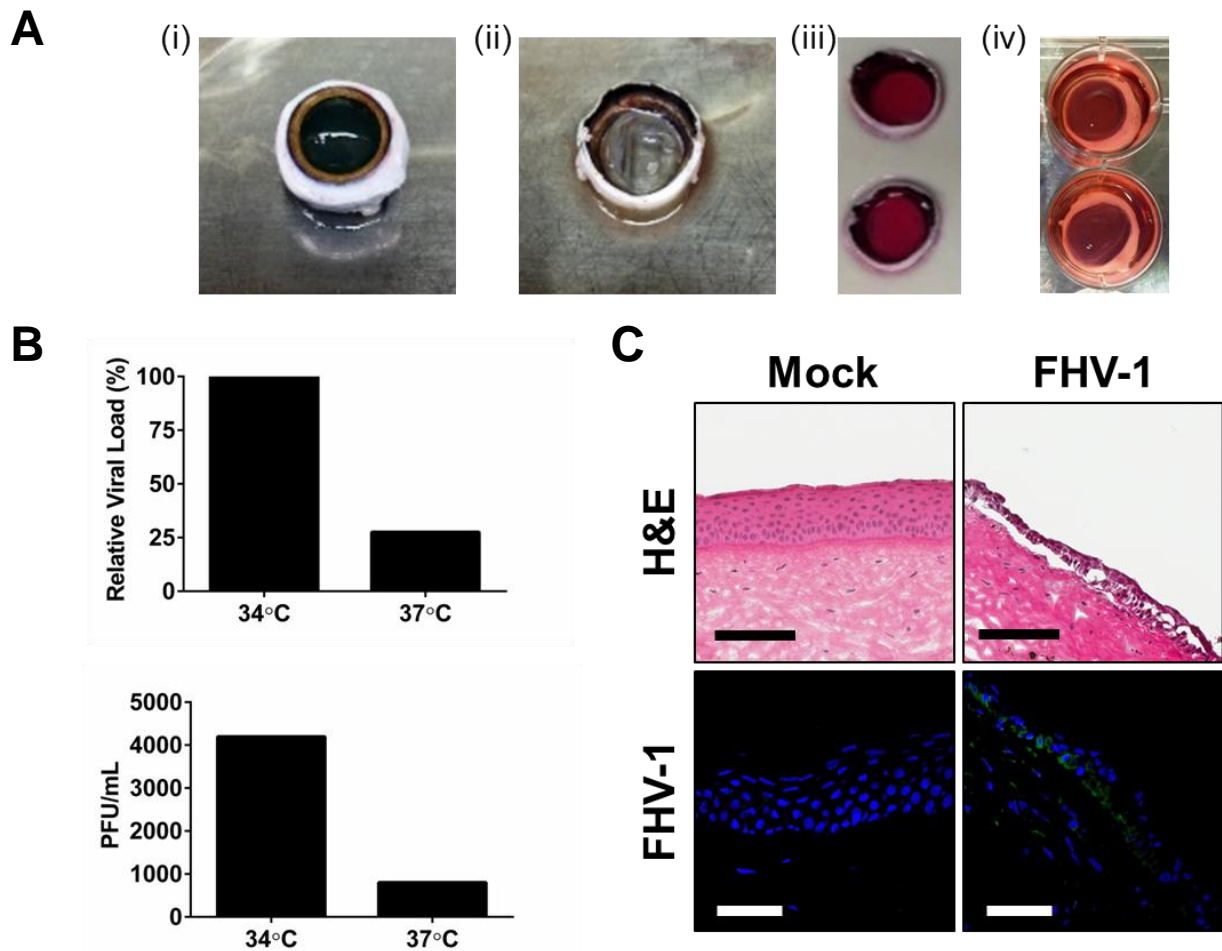 A
(i)
(ii)
(iii)
(iv)
B
Relative Viral Load (%)
100
75
50
25
0
34°C
37°C
PFU/mL
5000
4000
3000
2000
1000
0
34°C
37°C
C
Mock
FHV-1
H&E
FHV-1